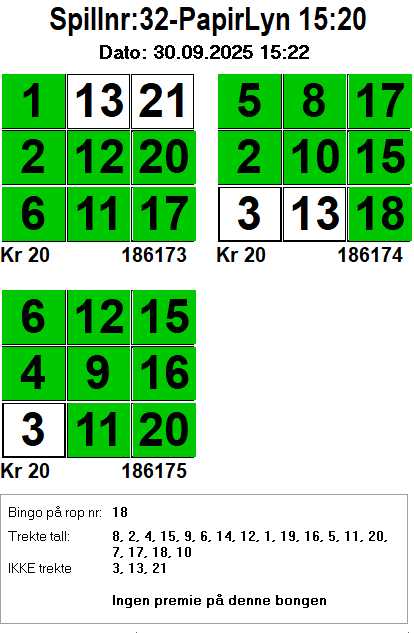 Spillnr:32-PapirLyn 15:20
Dato: 30.09.2025 15:22
1 13 21
2 12 20
6 11 17
Kr 20 186173
5 8 17
2 10 15
3 13 18
Kr 20 186174
6 12 15
4 9 16
3 11 20
Kr 20 186175
Bingo på rop nr: 18
Trekte tall: 8, 2, 4, 15, 9, 6, 14, 12, 1, 19, 16, 5, 11, 20,
7, 17, 18, 10
IKKE trekte 3, 13, 21
Ingen premie på denne bongen